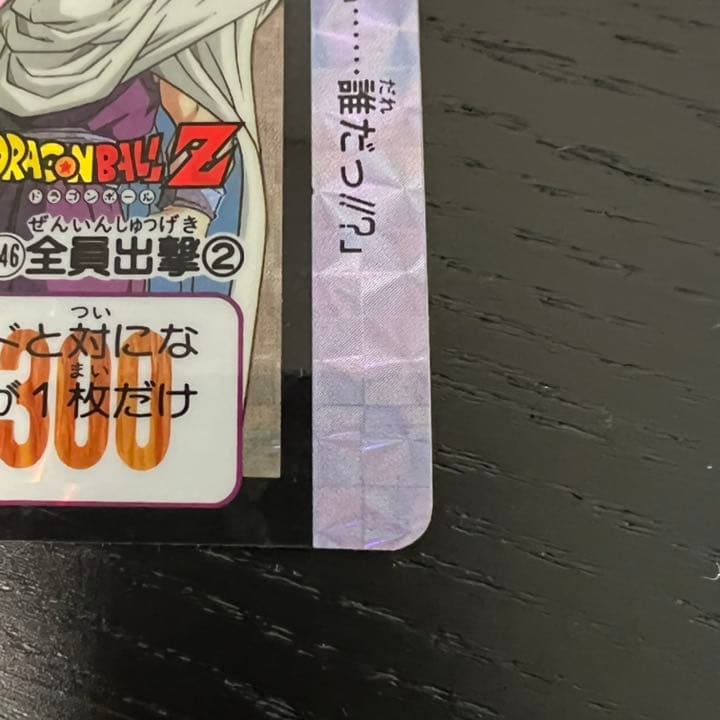 ……誰だっ!!?」
だれ
DRAGON BALL Z
ドラゴンボール
ぜんいんしゅつげき
46 全員出撃②
つい
ドと対にな
まい
が1枚だけ
300